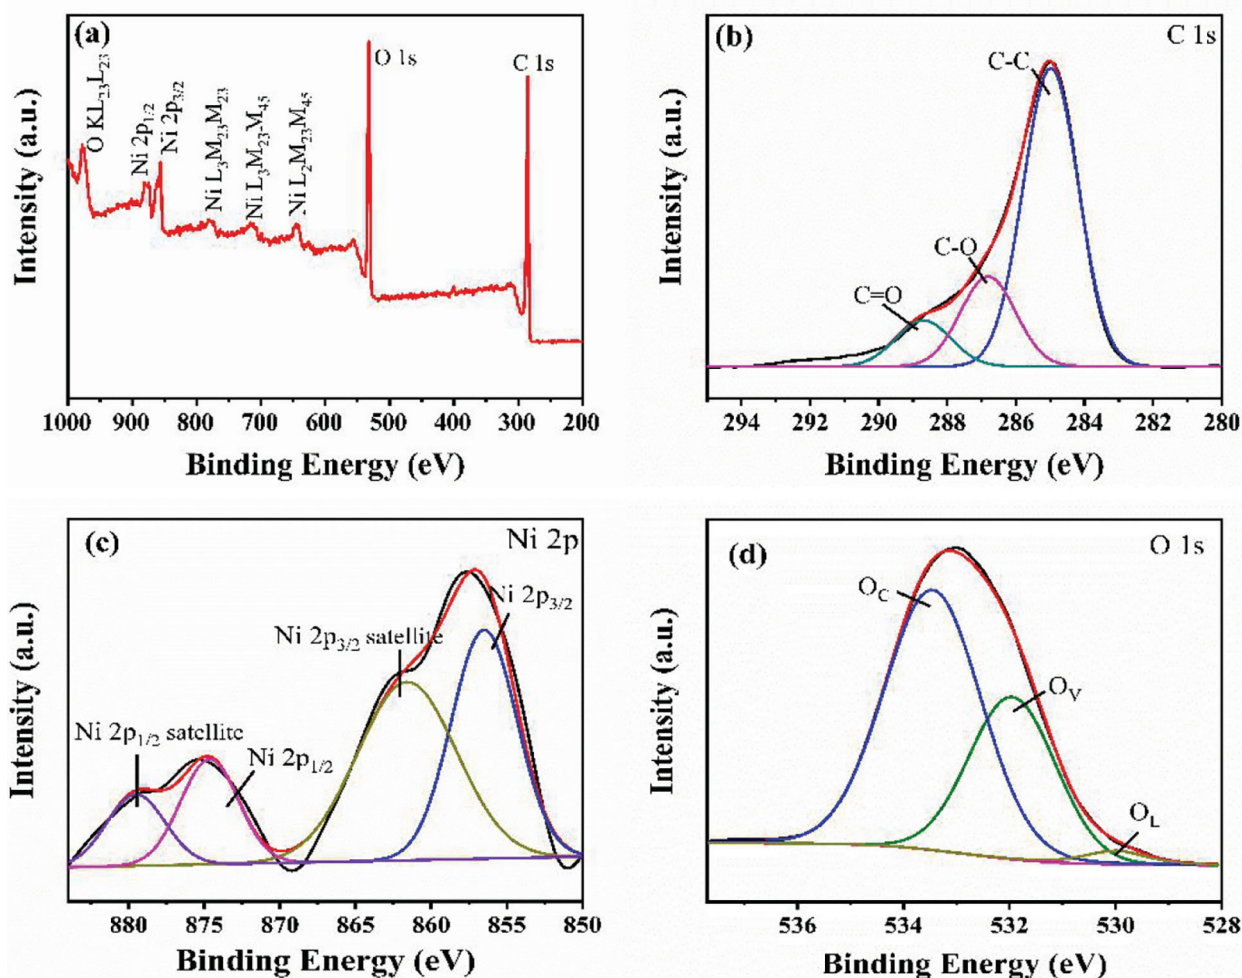 (a)
O KL23L23
Ni 2p1/2
Ni 2p3/2
Ni L3M23M23
Ni L3M23-M45
Ni L2M23M45
O 1s
C 1s
Intensity (a.u.)
1000 900 800 700 600 500 400 300 200
Binding Energy (eV)
(b)
C 1s
C-C
C-O
C=O
Intensity (a.u.)
294 292 290 288 286 284 282 280
Binding Energy (eV)
(c)
Ni 2p
Ni 2p3/2
Ni 2p3/2 satellite
Ni 2p1/2 satellite
Ni 2p1/2
Intensity (a.u.)
880 875 870 865 860 855 850
Binding Energy (eV)
(d)
O 1s
OC
OV
OL
Intensity (a.u.)
536 534 532 530 528
Binding Energy (eV)